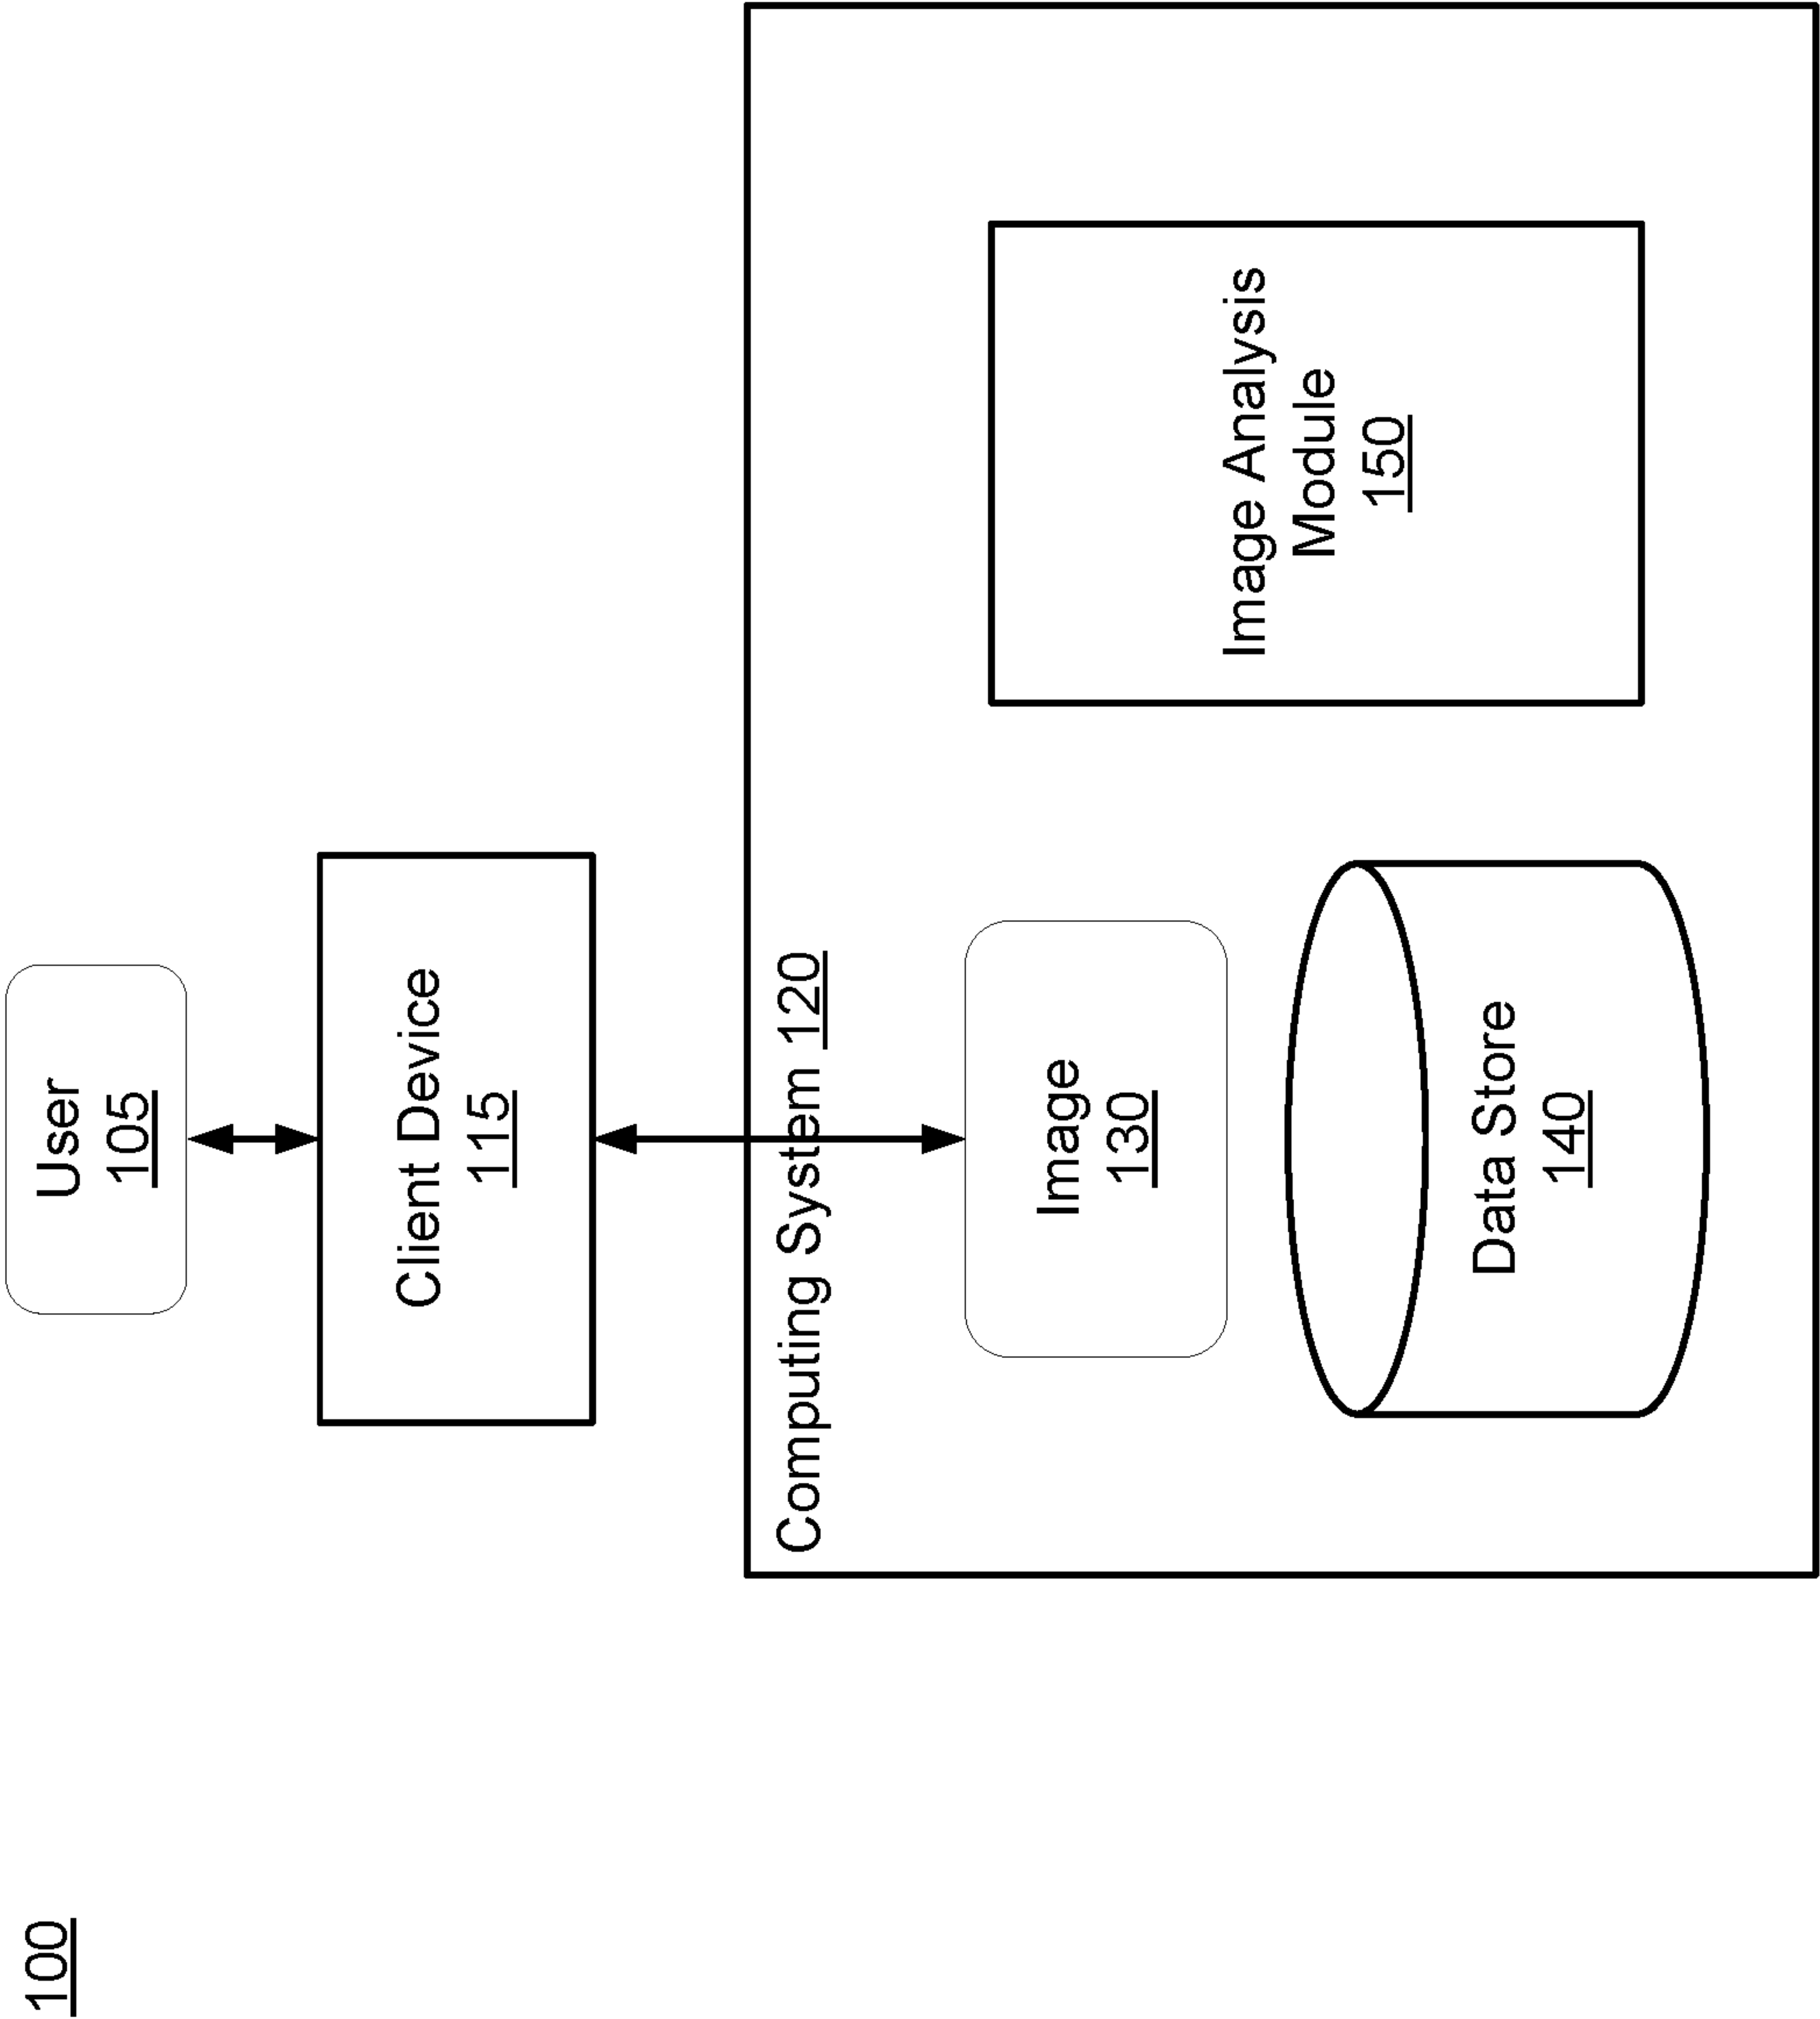 100
User
105
Client Device
115
Computing System 120
Image
130
Data Store
140
Image Analysis
Module
150